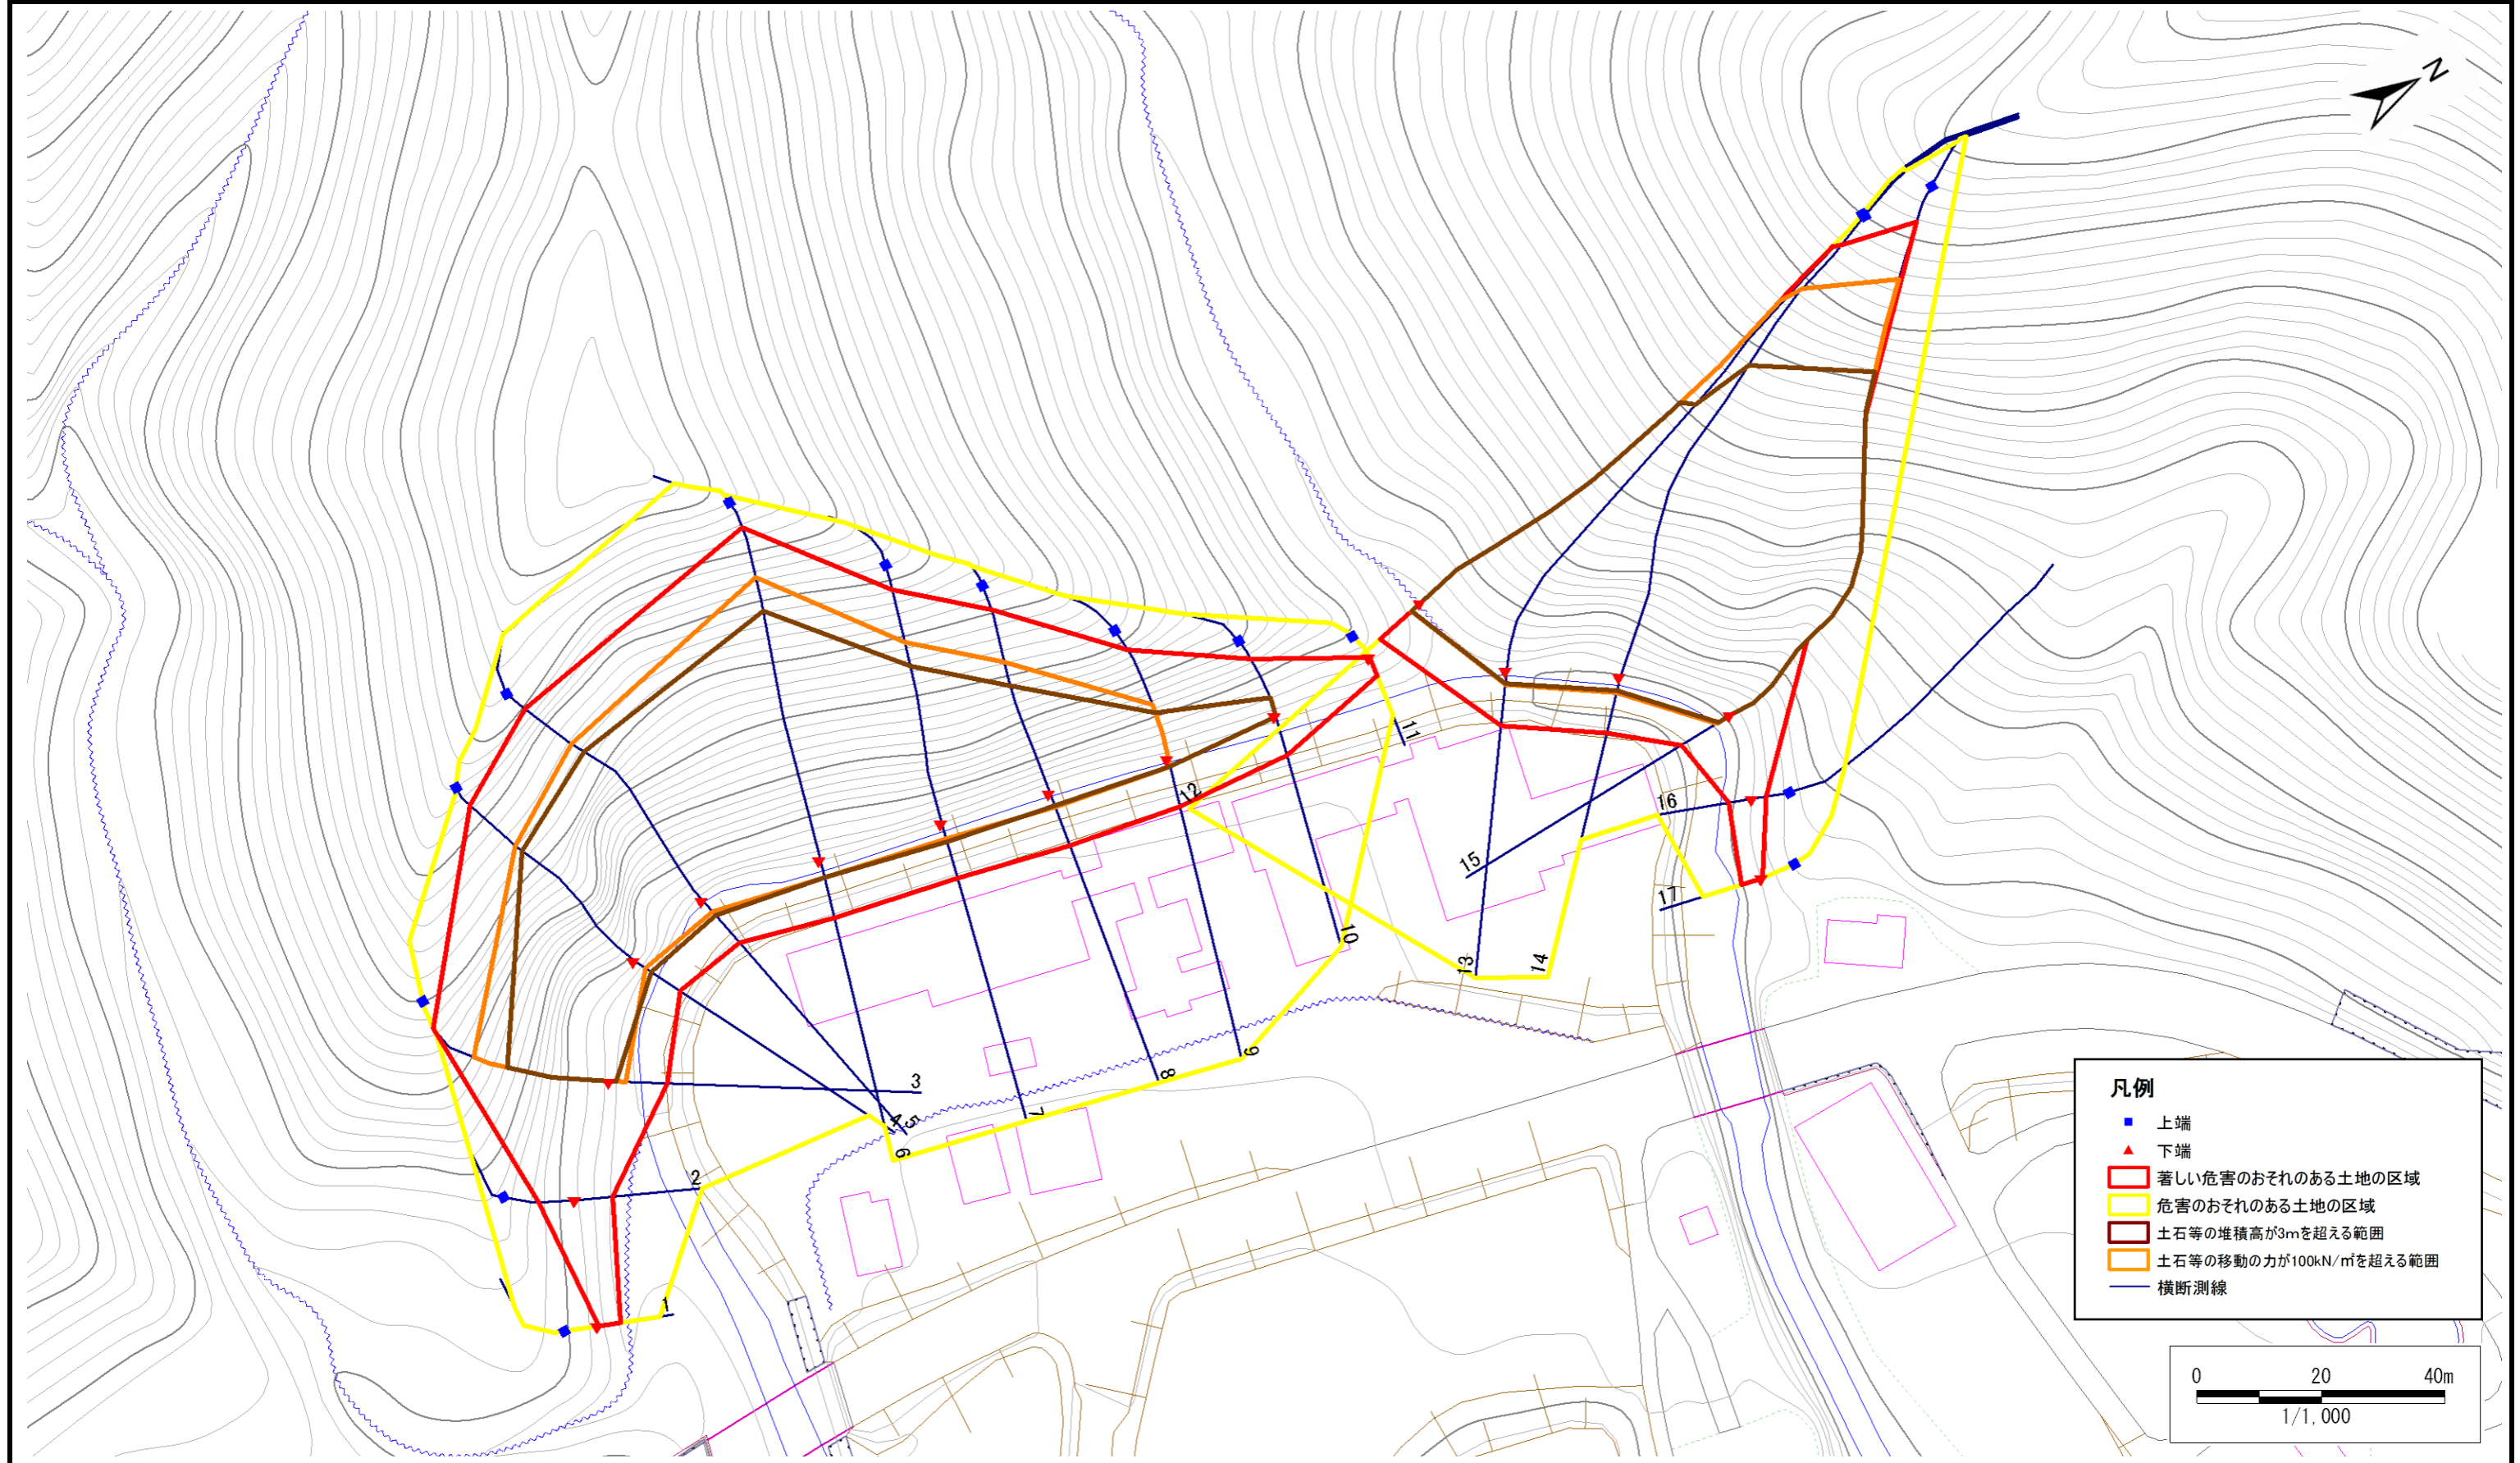 N
11
12
16
15
17
10
13
14
9
3
8
7
4
5
6
2
1
凡例
上端
下端
著しい危害のおそれのある土地の区域
危害のおそれのある土地の区域
土石等の堆積高が3mを超える範囲
土石等の移動の力が100kN/㎡を超える範囲
横断測線
0 20 40m
1/1,000